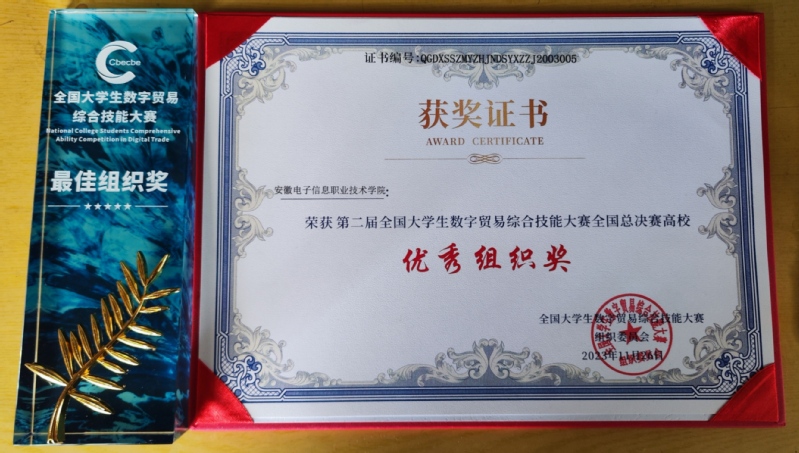 Cbecbe
全国大学生数字贸易
综合技能大赛
National College Students Comprehensive
Ability Competition in Digital Trade
最佳组织奖
证书编号:QGDXSSZMYZHJNDSYXZZJ2003005
获奖证书
AWARD CERTIFICATE
安徽电子信息职业技术学院:
荣获 第二届全国大学生数字贸易综合技能大赛全国总决赛高校
优秀组织奖
全国大学生数字贸易综合技能大赛
组织委员会